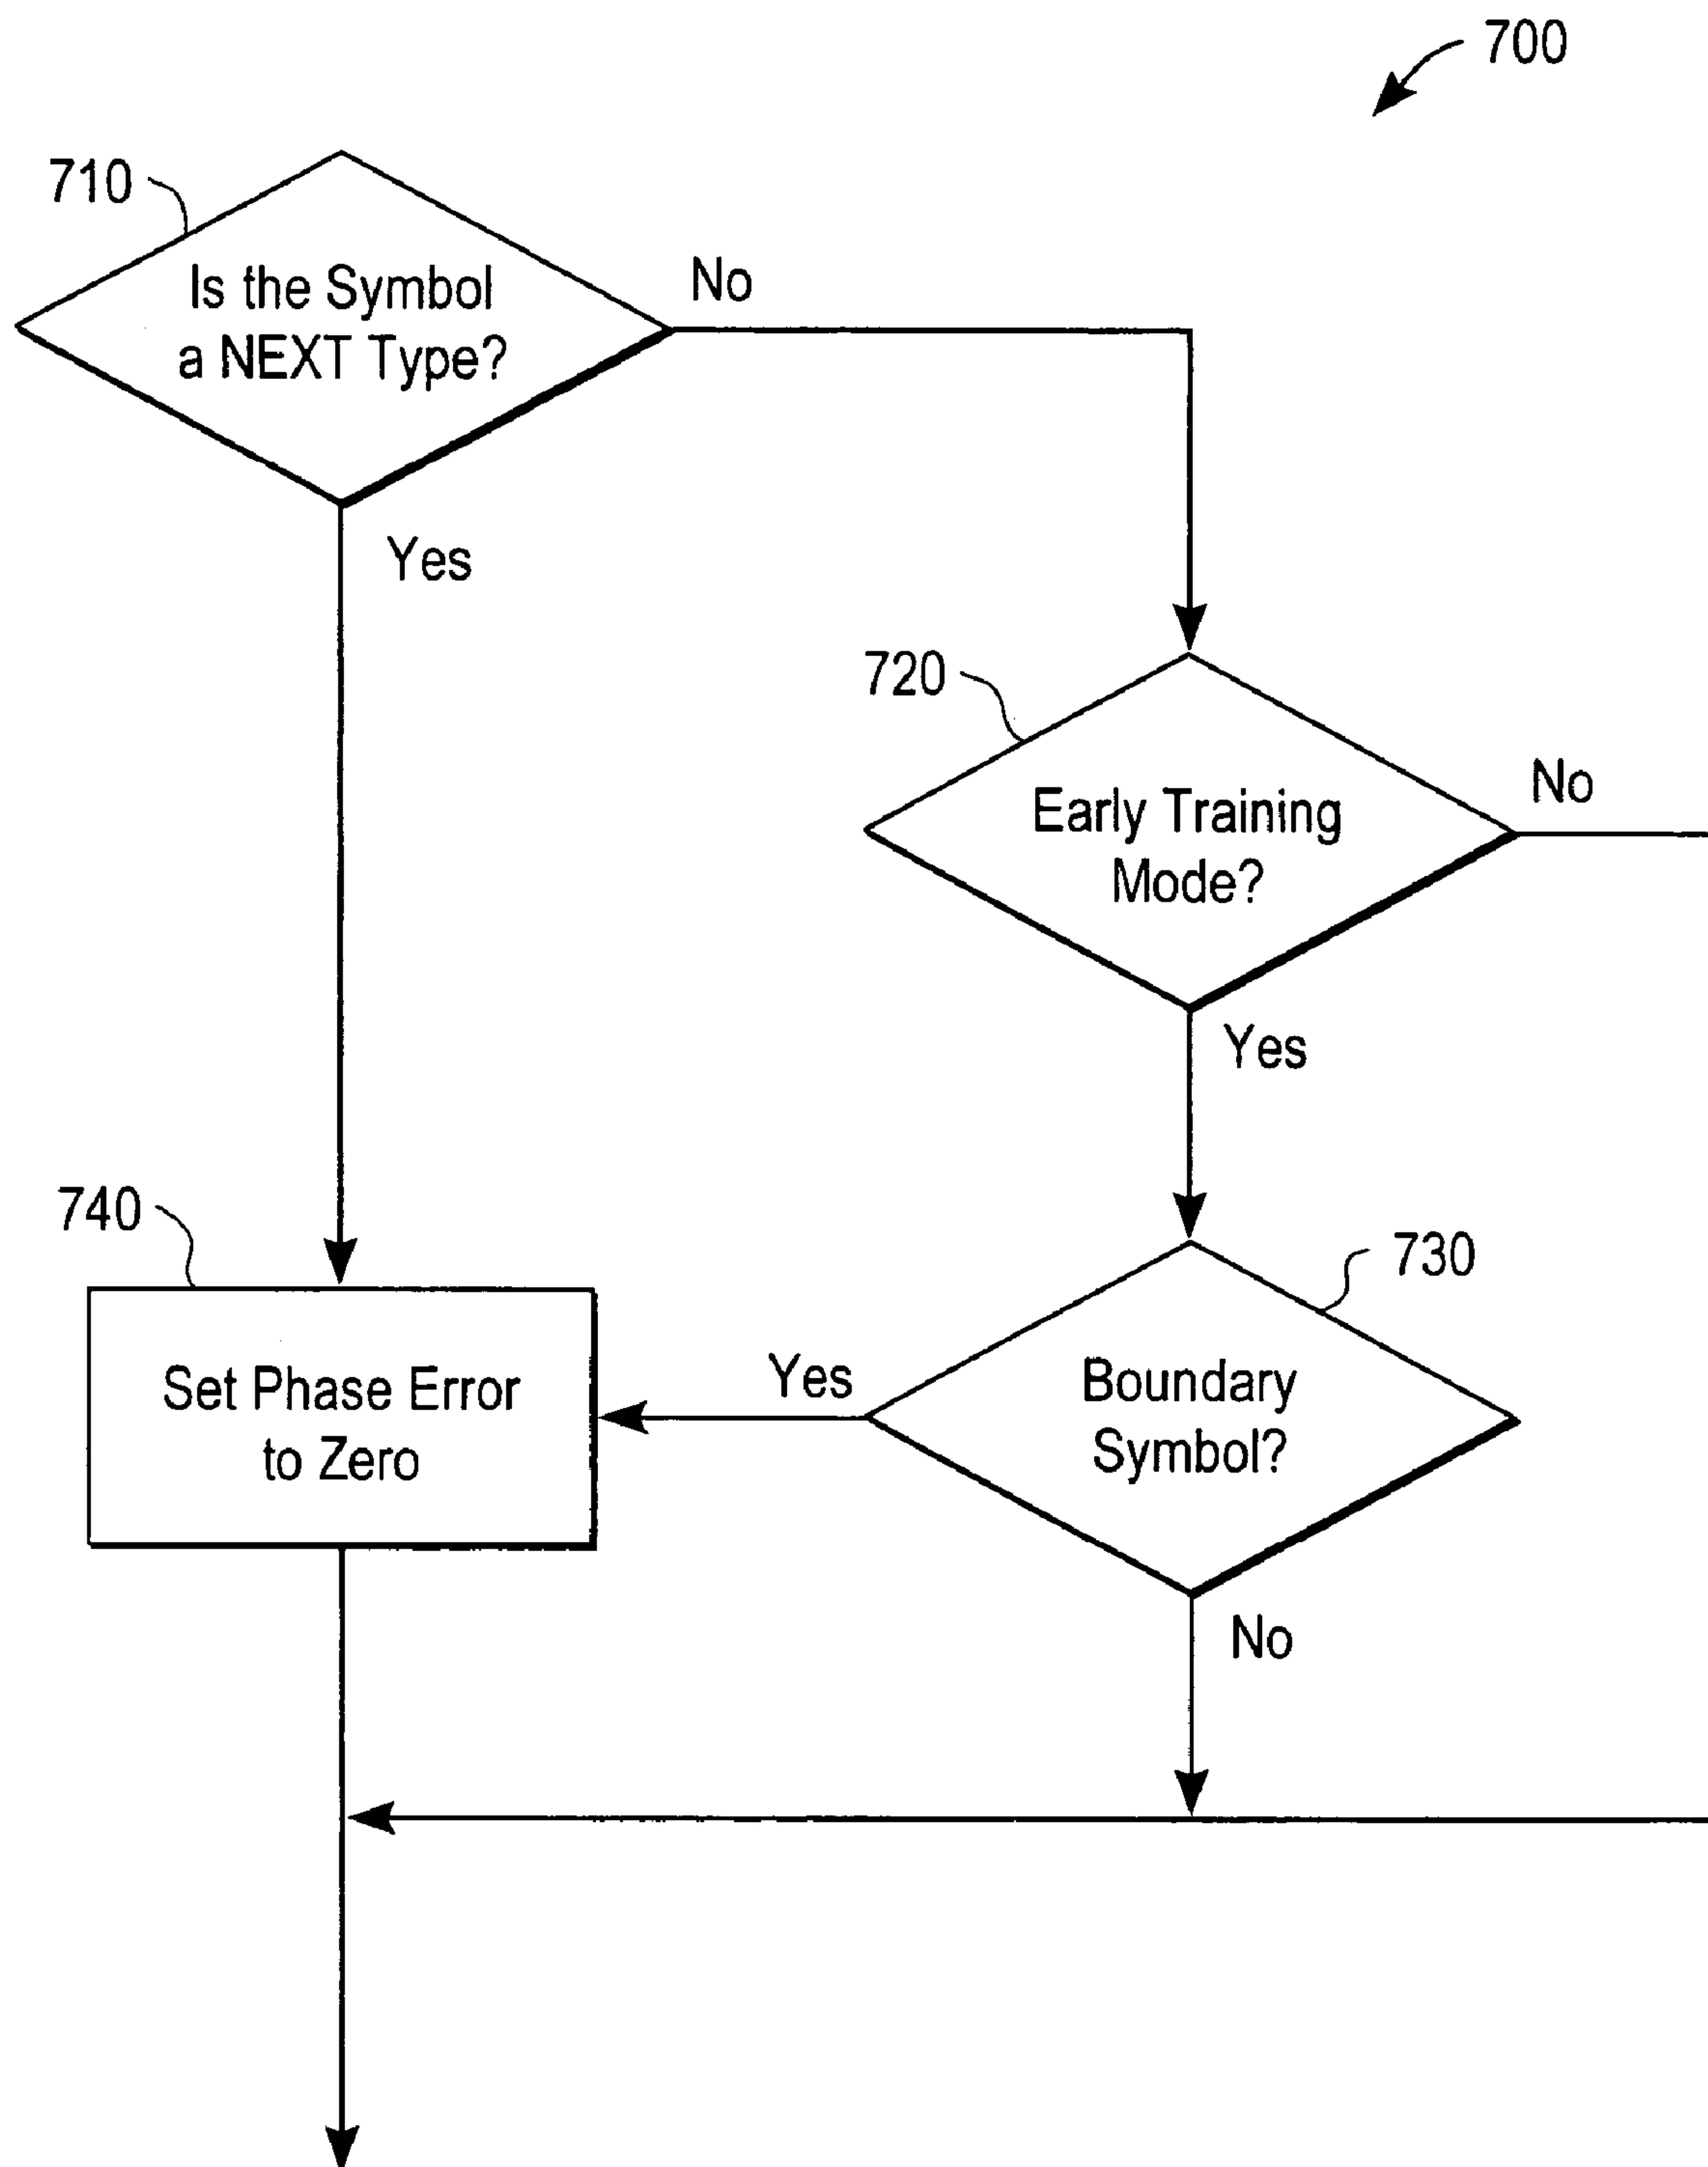 700
710
Is the Symbol
a NEXT Type?
No
Yes
720
Early Training
Mode?
No
Yes
740
Set Phase Error
to Zero
730
Boundary
Symbol?
Yes
No